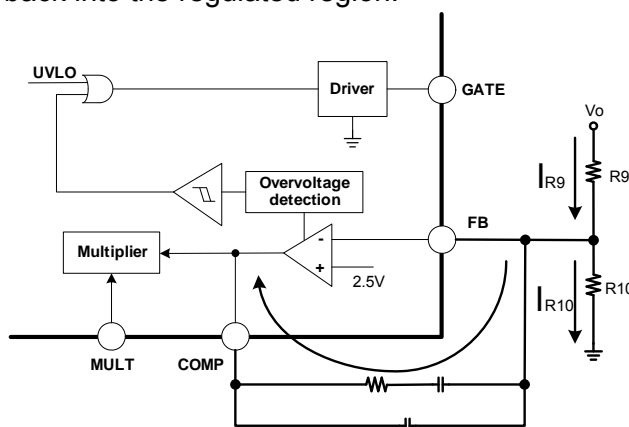 back into the regulated region.
UVLO
Driver
GATE
Vo
IR9
R9
Overvoltage
detection
FB
Multiplier
-
+
2.5V
IR10
R10
MULT
COMP